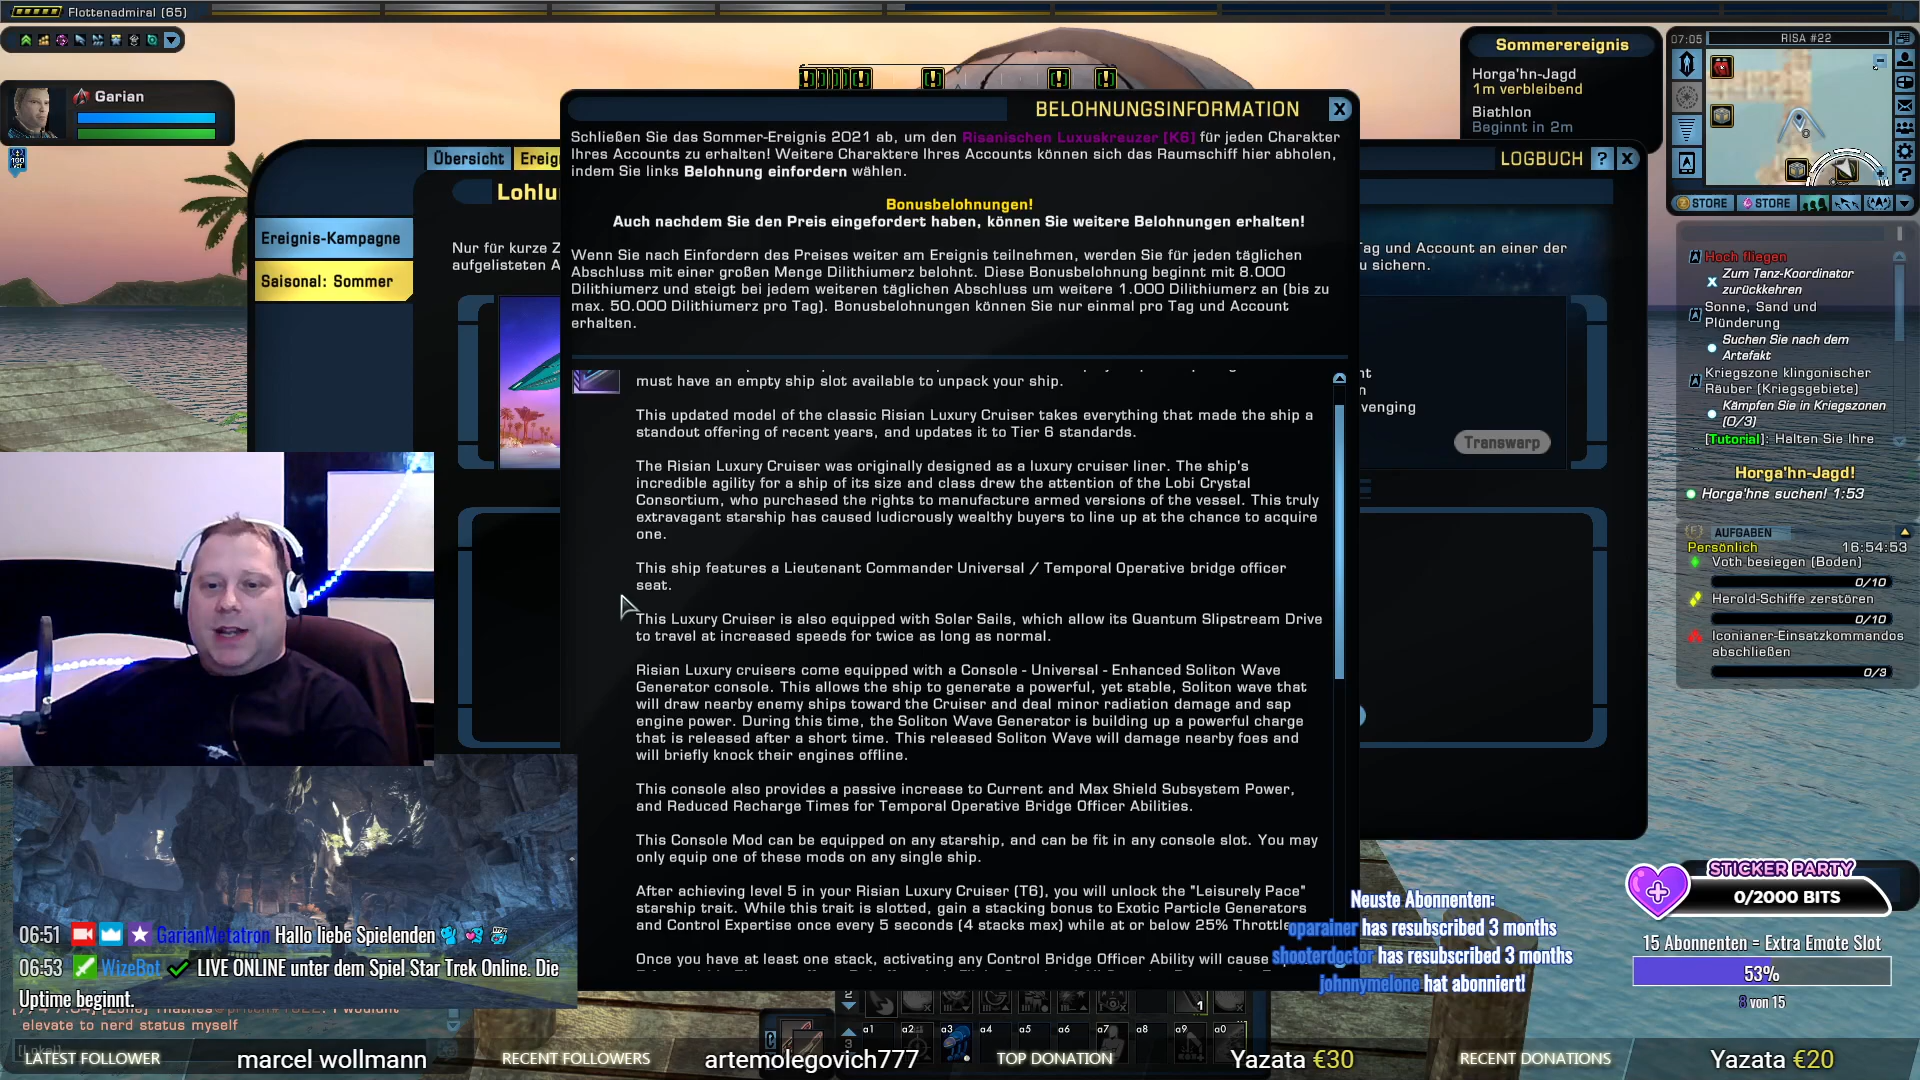 Flottenadmiral (65)
Garian
Übersicht
Lohlu
Ereignis-Kampagne
Saisonal: Sommer
Nur für kurze Z
aufgelisteten A
BELOHNUNGSINFORMATION
Schließen Sie das Sommer-Ereignis 2021 ab, um den Risanischen Luxuskreuzer [K6] für jeden Charakter
Ihres Accounts zu erhalten! Weitere Charaktere Ihres Accounts können sich das Raumschiff hier abholen,
indem Sie links Belohnung einfordern wählen.
Bonusbelohnungen!
Auch nachdem Sie den Preis eingefordert haben, können Sie weitere Belohnungen erhalten!
Wenn Sie nach Einfordern des Preises weiter am Ereignis teilnehmen, werden Sie für jeden täglichen
Abschluss mit einer großen Menge Dilithiumerz belohnt. Diese Bonusbelohnung beginnt mit 8.000
Dilithiumerz und steigt bei jedem weiteren täglichen Abschluss um weitere 1.000 Dilithiumerz an (bis zu
max. 50.000 Dilithiumerz pro Tag). Bonusbelohnungen können Sie nur einmal pro Tag und Account
erhalten.
must have an empty ship slot available to unpack your ship.
This updated model of the classic Risian Luxury Cruiser takes everything that made the ship a
standout offering of recent years, and updates it to Tier 6 standards.
The Risian Luxury Cruiser was originally designed as a luxury cruiser liner. The ship's
incredible agility for a ship of its size and class drew the attention of the Lobi Crystal
Consortium, who purchased the rights to manufacture armed versions of the vessel. This truly
extravagant starship has caused ludicrously wealthy buyers to line up at the chance to acquire
one.
This ship features a Lieutenant Commander Universal / Temporal Operative bridge officer
seat.
This Luxury Cruiser is also equipped with Solar Sails, which allow its Quantum Slipstream Drive
to travel at increased speeds for twice as long as normal.
Risian Luxury cruisers come equipped with a Console - Universal - Enhanced Soliton Wave
Generator console. This allows the ship to generate a powerful, yet stable, Soliton wave that
will draw nearby enemy ships toward the Cruiser and deal minor radiation damage and sap
engine power. During this time, the Soliton Wave Generator is building up a powerful charge
that is released after a short time. This released Soliton Wave will damage nearby foes and
will briefly knock their engines offline.
This console also provides a passive increase to Current and Max Shield Subsystem Power,
and Reduced Recharge Times for Temporal Operative Bridge Officer Abilities.
This Console Mod can be equipped on any starship, and can be fit in any console slot. You may
only equip one of these mods on any single ship.
After achieving level 5 in your Risian Luxury Cruiser (T6), you will unlock the "Leisurely Pace"
starship trait. While this trait is slotted, gain a stacking bonus to Exotic Particle Generators
and Control Expertise once every 5 seconds (4 stacks max) while at or below 25% Throttle
Once you have at least one stack, activating any Control Bridge Officer Ability will cause
LOGBUCH
?
X
Tag und Account an einer der
u sichern.
nt
n
venging
Transwarp
Sommerereignis
Horga'hn-Jagd
1m verbleibend
Biathlon
Beginnt in 2m
07:05
RISA #22
STORE
STORE
Hoch fliegen
Zum Tanz-Koordinator
zurückkehren
Sonne, Sand und
Plünderung
Suchen Sie nach dem
Artefakt
Kriegszone klingonischer
Räuber (Kriegsgebiete)
Kämpfen Sie in Kriegszonen
(0/3)
[Tutorial]: Halten Sie Ihre
Horga'hn-Jagd!
Horga'hns suchen! 1:53
AUFGABEN
Persönlich 16:54:53
Voth besiegen (Boden)
0/10
Herold-Schiffe zerstören
0/10
Iconianer-Einsatzkommandos
abschließen
0/3
STICKER PARTY
0/2000 BITS
15 Abonnenten = Extra Emote Slot
53%
8 von 15
Neuste Abonnenten:
oparainer has resubscribed 3 months
shooterdoctor has resubscribed 3 months
johnnymelone hat abonniert!
06:51 GarianMetatron Hallo liebe Spielenden
06:53 WizeBot LIVE ONLINE unter dem Spiel Star Trek Online. Die
Uptime beginnt.
elevate to nerd status myself
2
1
3
a1 a2 a3 a4 a5 a6 a7 a8 a9 a0
LATEST FOLLOWER marcel wollmann RECENT FOLLOWERS artemolegovich777 TOP DONATION Yazata €30 RECENT DONATIONS Yazata €20